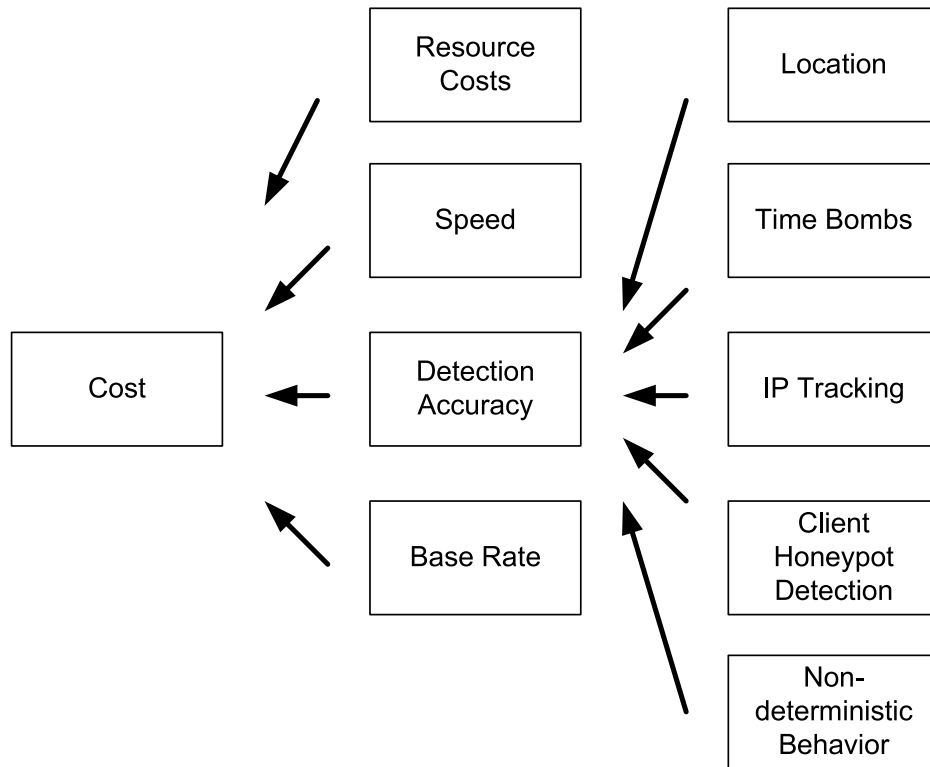 Resource
Costs
Location
Speed
Time Bombs
Cost
Detection
Accuracy
IP Tracking
Base Rate
Client
Honeypot
Detection
Non-
deterministic
Behavior